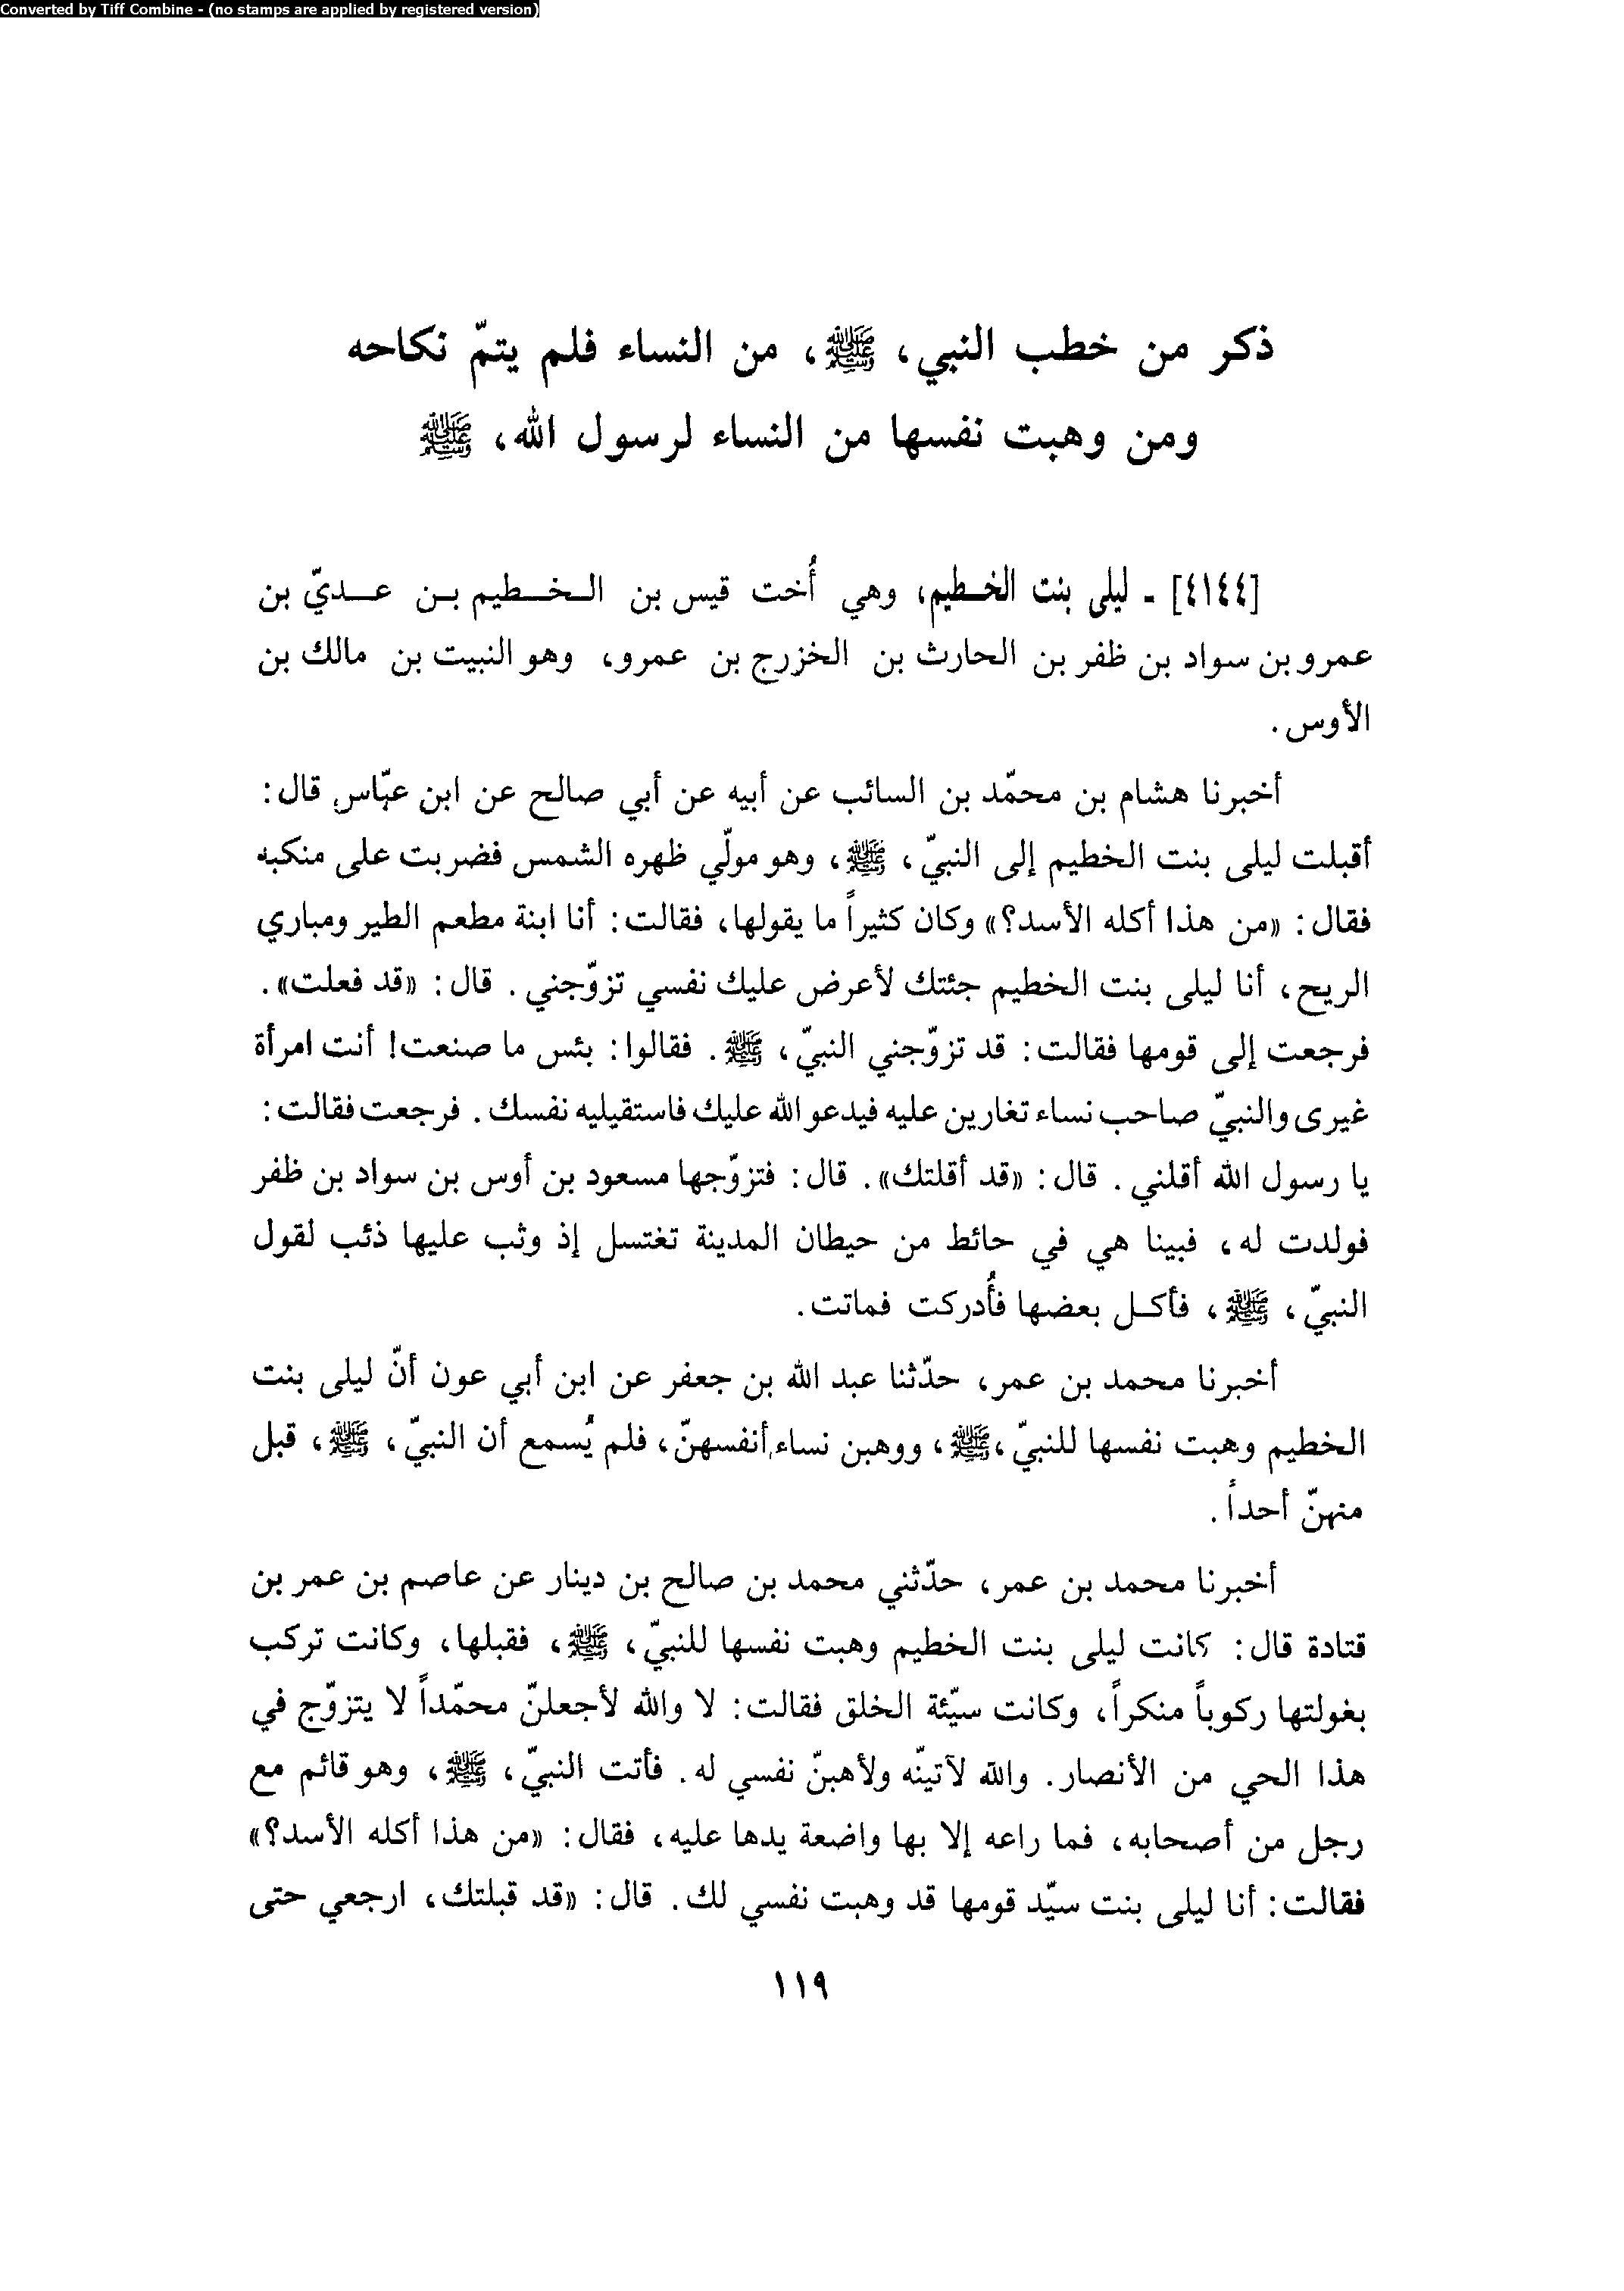 Converted by Tiff Combine - (no stamps are applied by registered version)
ذكر من خطب النبي، ﷺ، من النساء فلم يتمّ نكاحه
ومن وهبت نفسها من النساء لرسول الله، ﷺ
[٤١٤٤] - ليلى بنت الخطيم، وهي أُخت قيس بن الخطيم بن عديّ بن
عمرو بن سواد بن ظفر بن الحارث بن الخزرج بن عمرو، وهو النبيت بن مالك بن
الأوس.
أخبرنا هشام بن محمّد بن السائب عن أبيه عن أبي صالح عن ابن عبّاس قال:
أقبلت ليلى بنت الخطيم إلى النبيّ، ﷺ، وهو مولّي ظهره الشمس فضربت على منكبه
فقال: «من هذا أكله الأسد؟» وكان كثيراً ما يقولها، فقالت: أنا ابنة مطعم الطير ومباري
الريح، أنا ليلى بنت الخطيم جئتك لأعرض عليك نفسي تزوّجني. قال: «قد فعلت».
فرجعت إلى قومها فقالت: قد تزوّجني النبيّ، ﷺ. فقالوا: بئس ما صنعت! أنت امرأة
غيرى والنبيّ صاحب نساء تغارين عليه فيدعو الله عليك فاستقيليه نفسك. فرجعت فقالت:
يا رسول الله أقلني. قال: «قد أقلتك». قال: فتزوّجها مسعود بن أوس بن سواد بن ظفر
فولدت له، فبينا هي في حائط من حيطان المدينة تغتسل إذ وثب عليها ذئب لقول
النبيّ، ﷺ، فأكل بعضها فأُدركت فماتت.
أخبرنا محمد بن عمر، حدّثنا عبد الله بن جعفر عن ابن أبي عون أنّ ليلى بنت
الخطيم وهبت نفسها للنبيّ، ﷺ، ووهبن نساء أنفسهنّ، فلم يُسمع أن النبيّ، ﷺ، قبل
منهنّ أحداً.
أخبرنا محمد بن عمر، حدّثني محمد بن صالح بن دينار عن عاصم بن عمر بن
قتادة قال: كانت ليلى بنت الخطيم وهبت نفسها للنبيّ، ﷺ، فقبلها، وكانت تركب
بغولتها ركوباً منكراً، وكانت سيّئة الخلق فقالت: لا والله لأجعلنّ محمّداً لا يتزوّج في
هذا الحي من الأنصار. والله لآتينّه ولأهبنّ نفسي له. فأتت النبيّ، ﷺ، وهو قائم مع
رجل من أصحابه، فما راعه إلا بها واضعة يدها عليه، فقال: «من هذا أكله الأسد؟»
فقالت: أنا ليلى بنت سيّد قومها قد وهبت نفسي لك. قال: «قد قبلتك، ارجعي حتى
١١٩